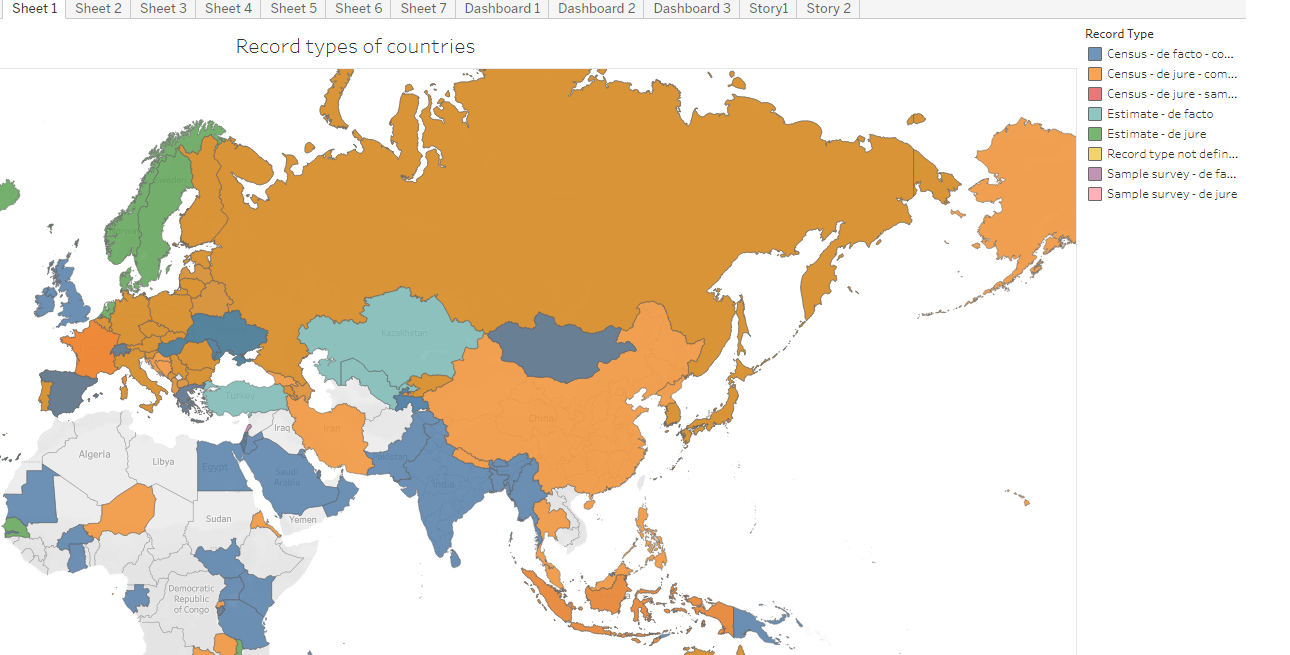 Sheet 1 Sheet 2 Sheet 3 Sheet 4 Sheet 5 Sheet 6 Sheet 7 Dashboard 1 Dashboard 2 Dashboard 3 Story1 Story 2
Record types of countries
Record Type
Census - de facto - co...
Census - de jure - com...
Census - de jure - sam...
Estimate - de facto
Estimate - de jure
Record type not defin...
Sample survey - de fa...
Sample survey - de jure
Sweden
Kazakhstan
Turkey
China
Iraq
Iran
Algeria
Libya
Egypt
Saudi
Arabia
Pakistan
India
Sudan
Yemen
Democratic
Republic
of Congo